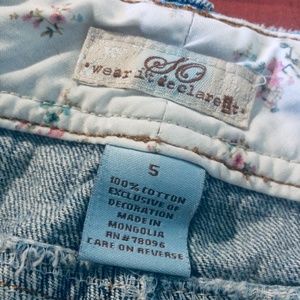 SO
"wear it declare it"
5
100% COTTON
EXCLUSIVE OF
DECORATION
MADE IN
MONGOLIA
RN#78096
CARE ON REVERSE